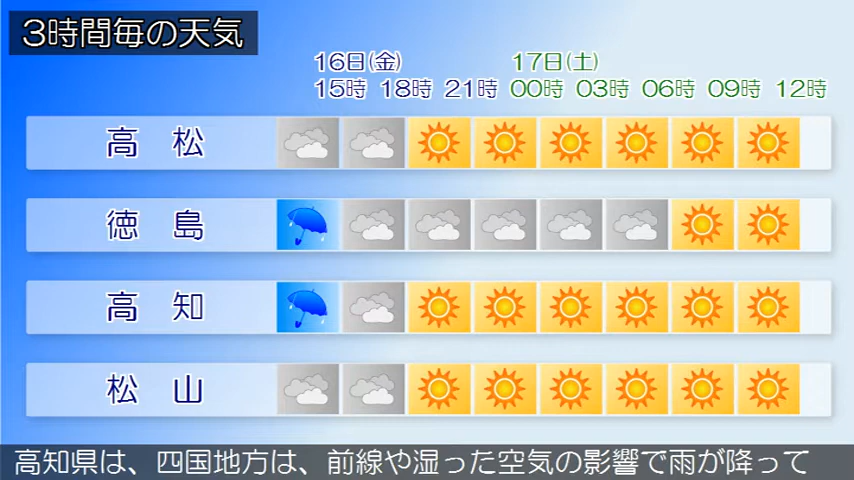 3時間毎の天気
16日(金) 17日(土)
15時 18時 21時 00時 03時 06時 09時 12時
高松
徳島
高知
松山
高知県は、四国地方は、前線や湿った空気の影響で雨が降って